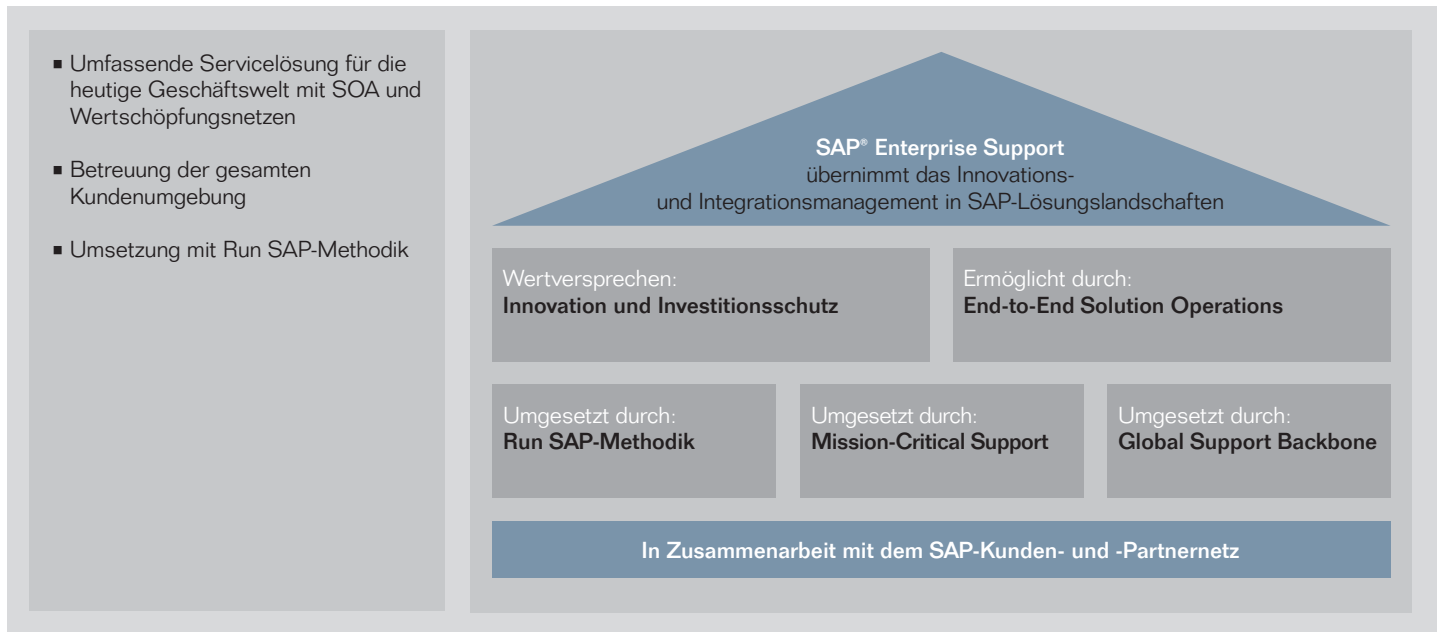 ▪ Umfassende Servicelösung für die
heutige Geschäftswelt mit SOA und
Wertschöpfungsnetzen
▪ Betreuung der gesamten
Kundenumgebung
▪ Umsetzung mit Run SAP-Methodik
SAP® Enterprise Support
übernimmt das Innovations-
und Integrationsmanagement in SAP-Lösungslandschaften
Wertversprechen:
Innovation und Investitionsschutz
Ermöglicht durch:
End-to-End Solution Operations
Umgesetzt durch:
Run SAP-Methodik
Umgesetzt durch:
Mission-Critical Support
Umgesetzt durch:
Global Support Backbone
In Zusammenarbeit mit dem SAP-Kunden- und -Partnernetz